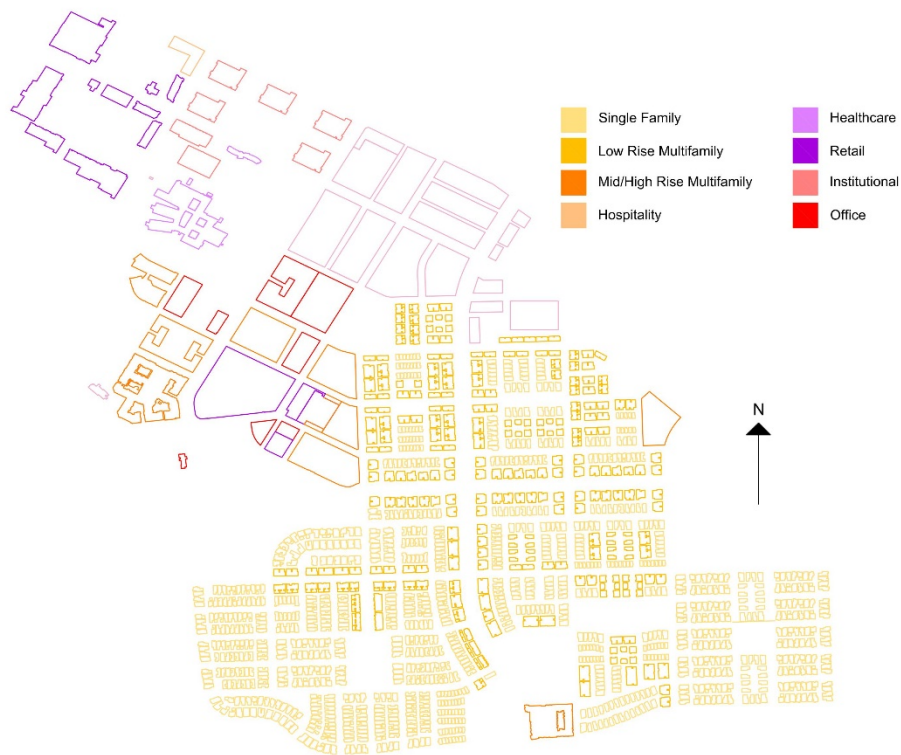 Single Family
Low Rise Multifamily
Mid/High Rise Multifamily
Hospitality
Healthcare
Retail
Institutional
Office
N